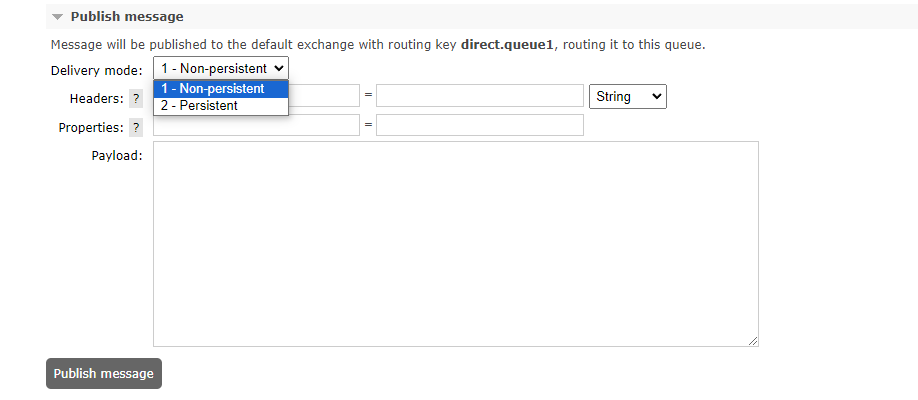 Publish message
Message will be published to the default exchange with routing key direct.queue1, routing it to this queue.
Delivery mode: 1 - Non-persistent
1 - Non-persistent
2 - Persistent
Headers: ? = String
Properties: ? =
Payload:
Publish message